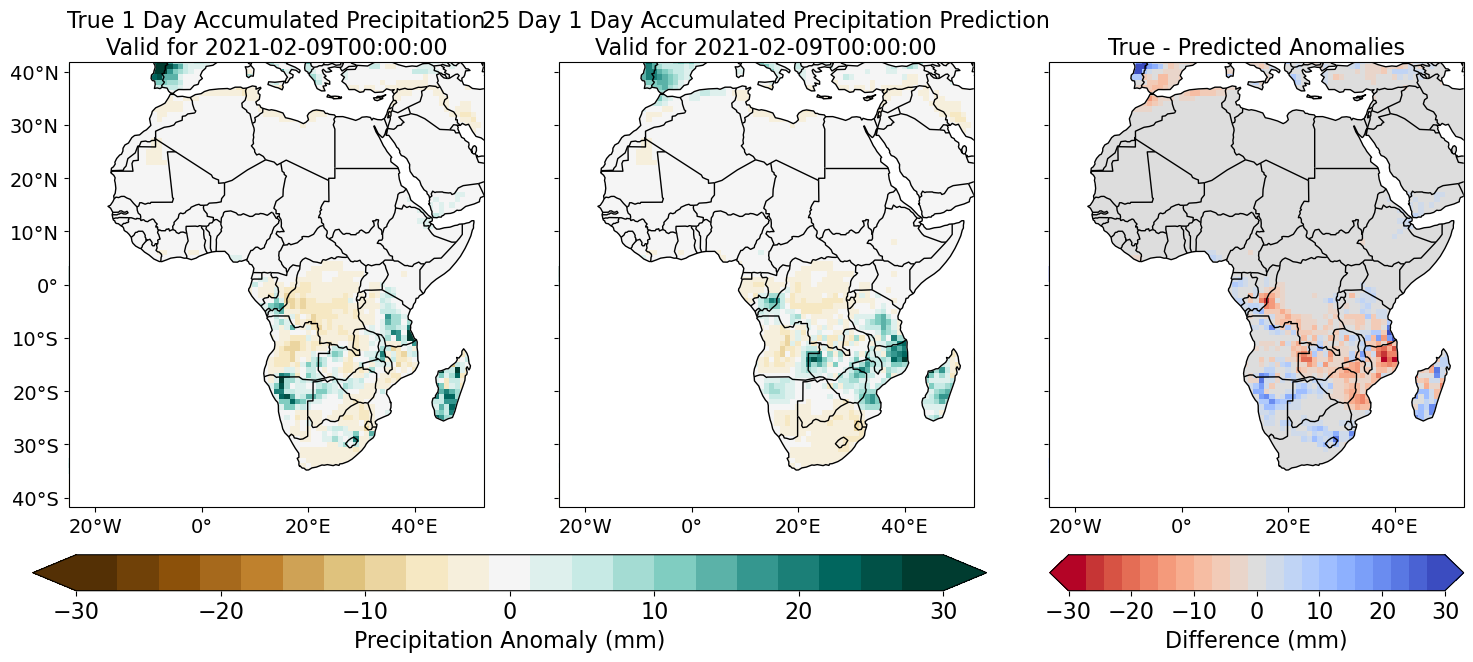 True 1 Day Accumulated Precipitation
Valid for 2021-02-09T00:00:00
25 Day 1 Day Accumulated Precipitation Prediction
Valid for 2021-02-09T00:00:00
True - Predicted Anomalies
40°N
30°N
20°N
10°N
0°
10°S
20°S
30°S
40°S
20°W 0° 20°E 40°E
20°W 0° 20°E 40°E
20°W 0° 20°E 40°E
−30 −20 −10 0 10 20 30
Precipitation Anomaly (mm)
−30 −20 −10 0 10 20 30
Difference (mm)